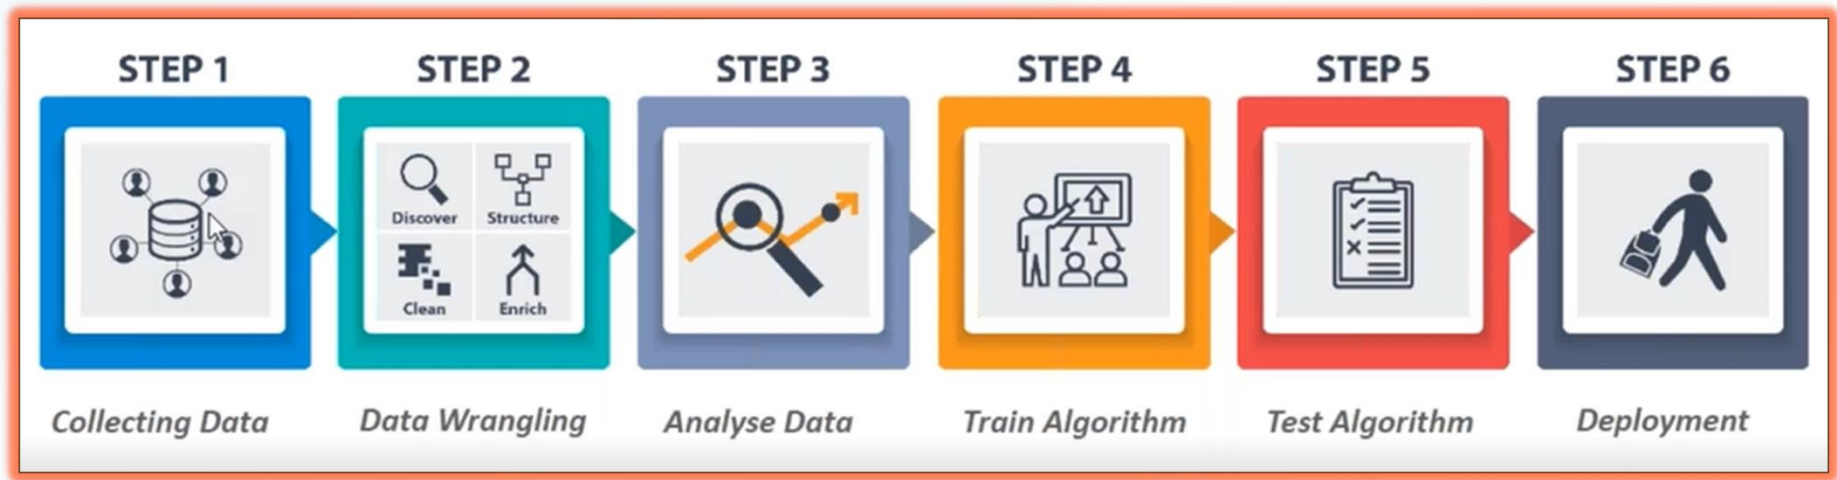 STEP 1
STEP 2
STEP 3
STEP 4
STEP 5
STEP 6
Discover
Structure
Clean
Enrich
Collecting Data
Data Wrangling
Analyse Data
Train Algorithm
Test Algorithm
Deployment